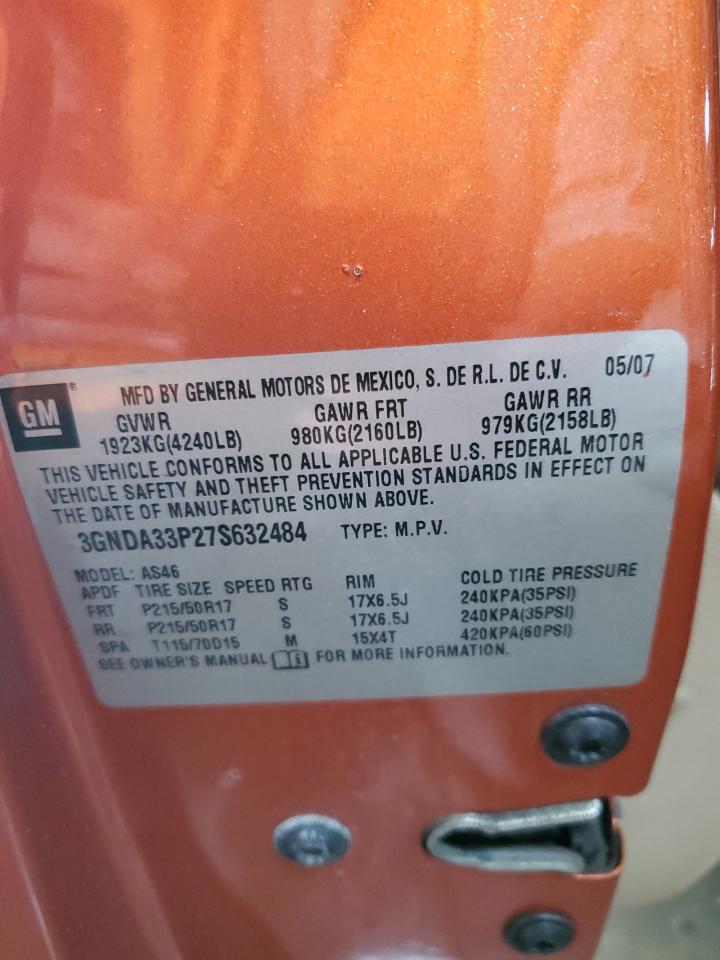 GM ®
MFD BY GENERAL MOTORS DE MEXICO, S. DE R.L. DE C.V. 05/07
GVWR GAWR FRT GAWR RR
1923KG(4240LB) 980KG(2160LB) 979KG(2158LB)
THIS VEHICLE CONFORMS TO ALL APPLICABLE U.S. FEDERAL MOTOR
VEHICLE SAFETY AND THEFT PREVENTION STANDARDS IN EFFECT ON
THE DATE OF MANUFACTURE SHOWN ABOVE.
3GNDA33P27S632484 TYPE: M.P.V.
MODEL: AS46
APDF TIRE SIZE SPEED RTG RIM COLD TIRE PRESSURE
FRT P215/50R17 S 17X6.5J 240KPA(35PSI)
RR P215/50R17 S 17X6.5J 240KPA(35PSI)
SPA T115/70D15 M 15X4T 420KPA(60PSI)
SEE OWNER'S MANUAL i FOR MORE INFORMATION.